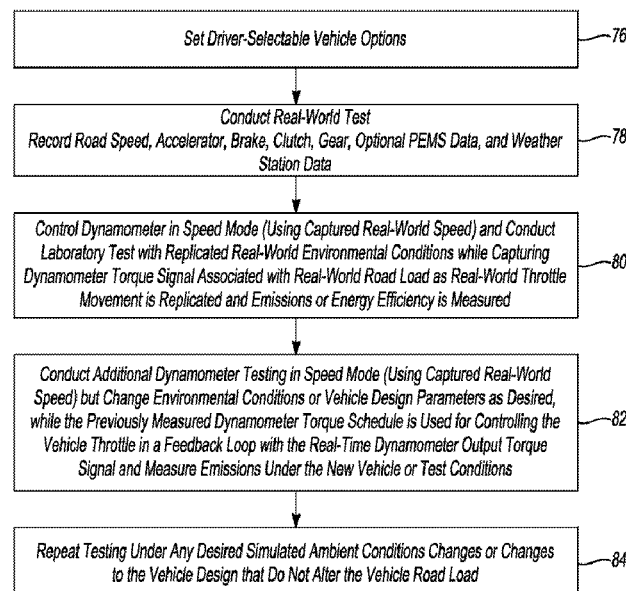 Set Driver-Selectable Vehicle Options
76
Conduct Real-World Test
Record Road Speed, Accelerator, Brake, Clutch, Gear, Optional PEMS Data, and Weather
Station Data
78
Control Dynamometer in Speed Mode (Using Captured Real-World Speed) and Conduct
Laboratory Test with Replicated Real-World Environmental Conditions while Capturing
Dynamometer Torque Signal Associated with Real-World Road Load as Real-World Throttle
Movement is Replicated and Emissions or Energy Efficiency is Measured
80
Conduct Additional Dynamometer Testing in Speed Mode (Using Captured Real-World
Speed) but Change Environmental Conditions or Vehicle Design Parameters as Desired,
while the Previously Measured Dynamometer Torque Schedule is Used for Controlling the
Vehicle Throttle in a Feedback Loop with the Real-Time Dynamometer Output Torque
Signal and Measure Emissions Under the New Vehicle or Test Conditions
82
Repeat Testing Under Any Desired Simulated Ambient Conditions Changes or Changes
to the Vehicle Design that Do Not Alter the Vehicle Road Load
84